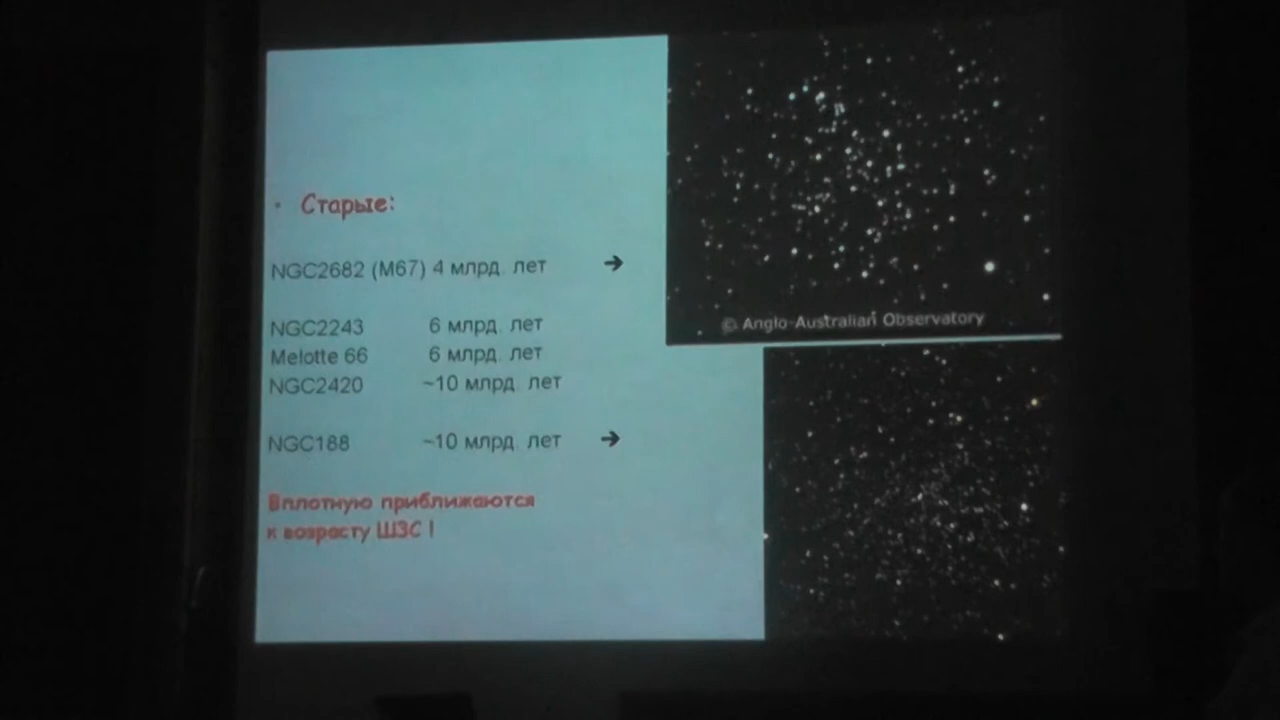 • Старые:
NGC2682 (M67) 4 млрд. лет ➔
NGC2243 6 млрд. лет
Melotte 66 6 млрд. лет
NGC2420 ~10 млрд. лет
NGC188 ~10 млрд. лет ➔
Вплотную приближаются
к возрасту ШЗС !
© Anglo-Australian Observatory